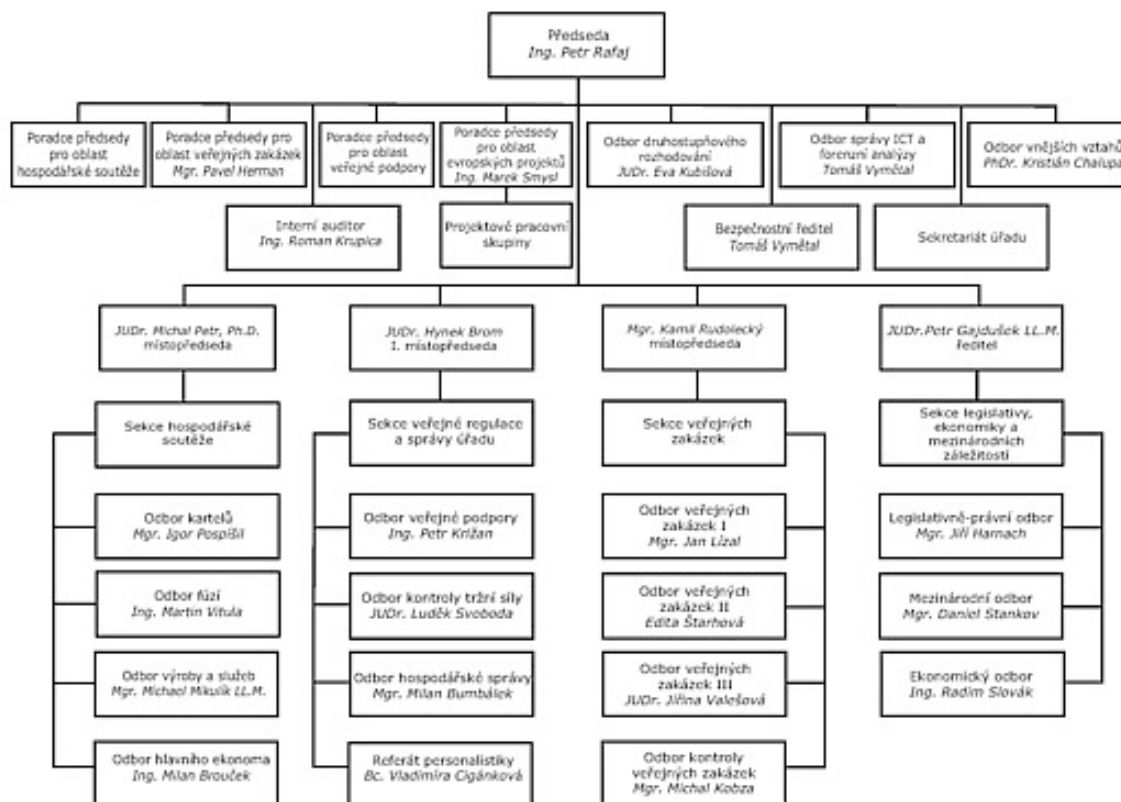 Předseda
Ing. Petr Rafaj
Poradce předsedy
pro oblast
hospodářské soutěže
Poradce předsedy pro
oblast veřejných zakázek
Mgr. Pavel Herman
Poradce předsedy
pro oblast
veřejné podpory
Poradce předsedy
pro oblast
evropských projektů
Ing. Marek Smysl
Odbor druhostupňového
rozhodování
JUDr. Eva Kubišová
Odbor správy ICT a
forenzní analýzy
Tomáš Vymětal
Odbor vnějších vztahů
PhDr. Kristián Chalupa
Interní auditor
Ing. Roman Krupica
Projektové pracovní
skupiny
Bezpečnostní ředitel
Tomáš Vymětal
Sekretariát úřadu
JUDr. Michal Petr, Ph.D.
místopředseda
JUDr. Hynek Brom
1. místopředseda
Mgr. Kamil Rudolecký
místopředseda
JUDr.Petr Gajdušek LL.M.
ředitel
Sekce hospodářské
soutěže
Sekce veřejné regulace
a správy úřadu
Sekce veřejných
zakázek
Sekce legislativy,
ekonomiky a
mezinárodních
záležitostí
Odbor kartelů
Mgr. Igor Pospíšil
Odbor veřejné podpory
Ing. Petr Križan
Odbor veřejných
zakázek I
Mgr. Jan Lízal
Legislativně-právní odbor
Mgr. Jiří Harnach
Odbor fúzí
Ing. Martin Vitula
Odbor kontroly tržní síly
JUDr. Luděk Svoboda
Odbor veřejných
zakázek II
Edita Štarhová
Mezinárodní odbor
Mgr. Daniel Stankov
Odbor výroby a služeb
Mgr. Michael Mikulík LL.M.
Odbor hospodářské správy
Mgr. Milan Bumbálek
Odbor veřejných
zakázek III
JUDr. Jiřina Valešová
Ekonomický odbor
Ing. Radim Slovák
Odbor hlavního ekonoma
Ing. Milan Brouček
Referát personalistiky
Bc. Vladimíra Cigánková
Odbor kontroly
veřejných zakázek
Mgr. Michal Kobza